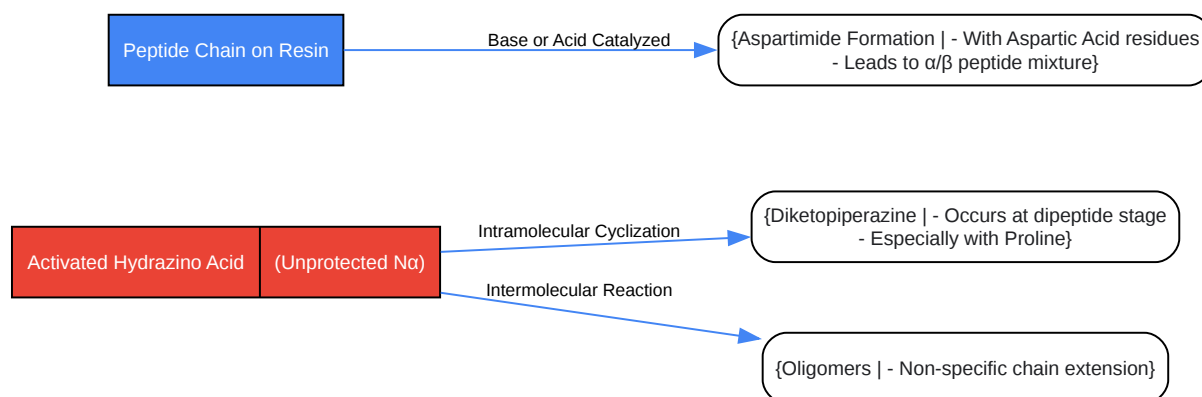 Peptide Chain on Resin
Base or Acid Catalyzed
{Aspartimide Formation | - With Aspartic Acid residues
- Leads to α/β peptide mixture}
Activated Hydrazino Acid
(Unprotected Nα)
Intramolecular Cyclization
{Diketopiperazine | - Occurs at dipeptide stage
- Especially with Proline}
Intermolecular Reaction
{Oligomers | - Non-specific chain extension}